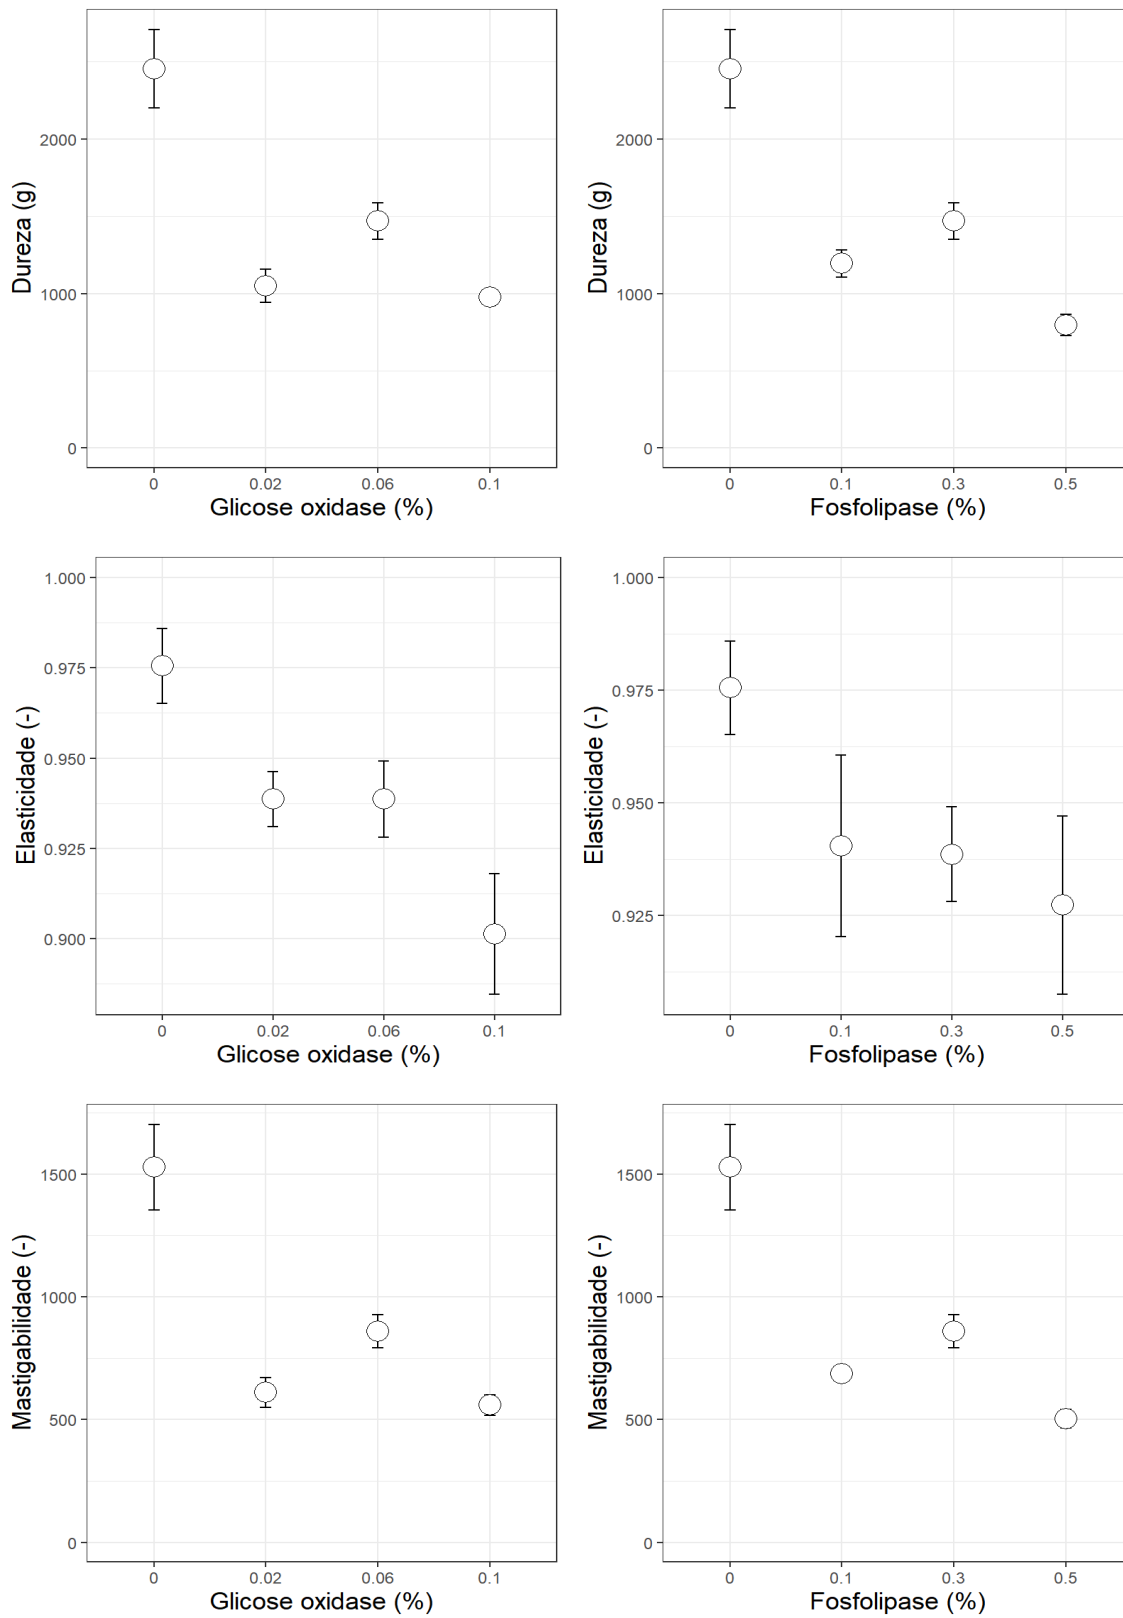 Dureza (g)
2000
1000
0
0 0.02 0.06 0.1
Glicose oxidase (%)
Dureza (g)
2000
1000
0
0 0.1 0.3 0.5
Fosfolipase (%)
Elasticidade (-)
1.000
0.975
0.950
0.925
0.900
0 0.02 0.06 0.1
Glicose oxidase (%)
Elasticidade (-)
1.000
0.975
0.950
0.925
0 0.1 0.3 0.5
Fosfolipase (%)
Mastigabilidade (-)
1500
1000
500
0
0 0.02 0.06 0.1
Glicose oxidase (%)
Mastigabilidade (-)
1500
1000
500
0
0 0.1 0.3 0.5
Fosfolipase (%)